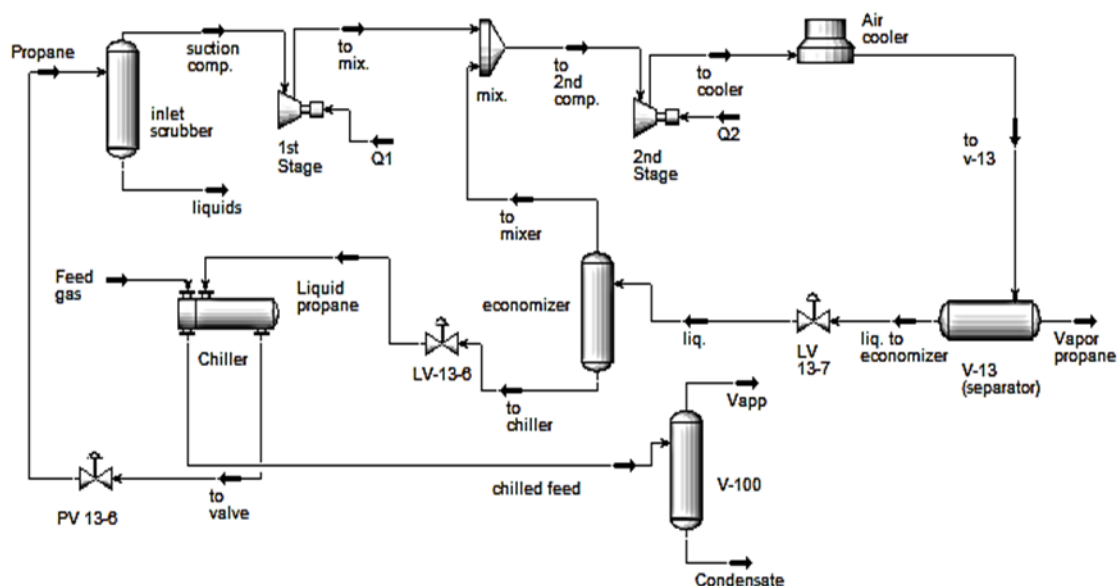 Propane
suction
comp.
inlet
scrubber
liquids
1st
Stage
Q1
to
mix.
mix.
to
2nd
comp.
2nd
Stage
Q2
to
cooler
Air
cooler
to
v-13
to
mixer
Feed
gas
Chiller
Liquid
propane
LV-13-6
to
chiller
economizer
liq.
LV
13-7
liq. to
economizer
V-13
(separator)
Vapor
propane
PV 13-6
to
valve
chilled feed
Vapp
V-100
Condensate